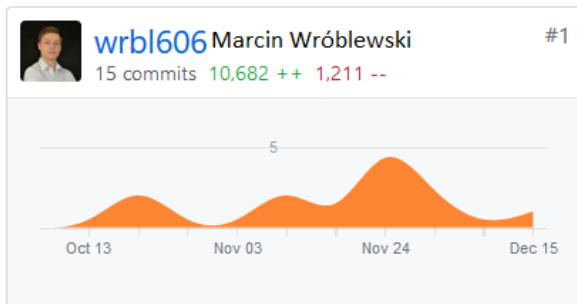 wrbl606 Marcin Wróblewski #1
15 commits 10,682 ++ 1,211 --
5
Oct 13 Nov 03 Nov 24 Dec 15